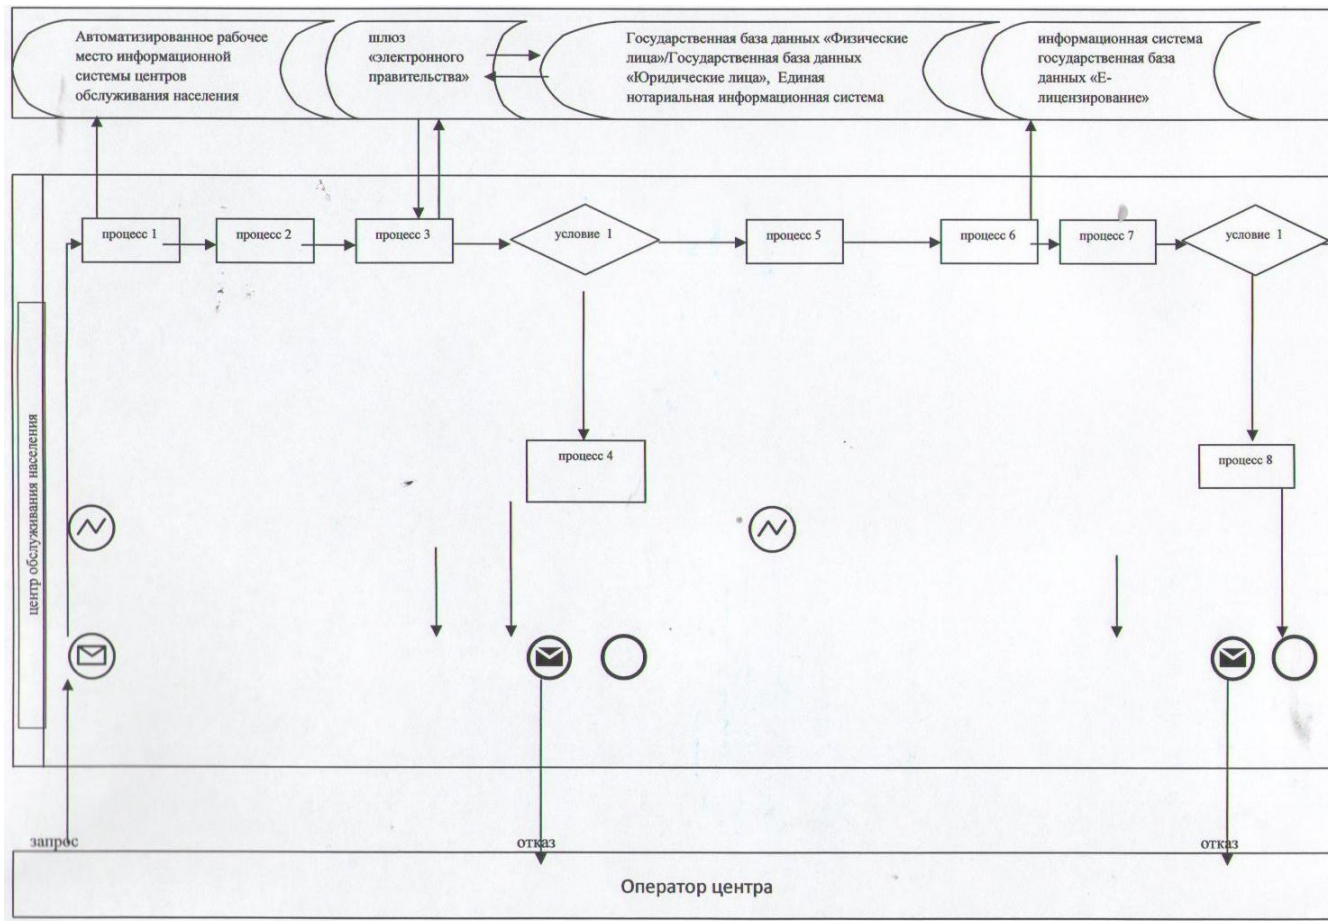 Автоматизированное рабочее
место информационной
системы центров
обслуживания населения
шлюз
«электронного
правительства»
Государственная база данных «Физические
лица»/Государственная база данных
«Юридические лица», Единая
нотариальная информационная система
информационная система
государственная база
данных «Е-
лицензирование»
процесс 1
процесс 2
процесс 3
условие 1
процесс 5
процесс 6
процесс 7
условие 1
процесс 4
процесс 8
центр обслуживания населения
запрос
отказ
отказ
Оператор центра